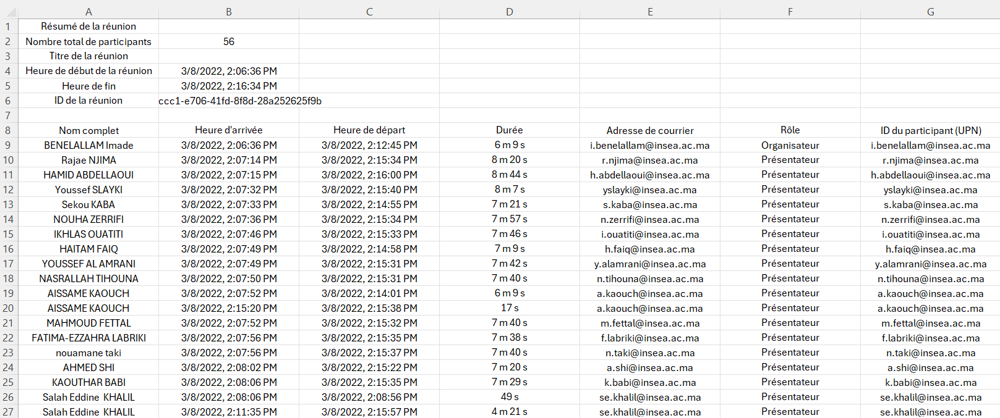 A B C D E F G
1 Résumé de la réunion
2 Nombre total de participants 56
3 Titre de la réunion
4 Heure de début de la réunion 3/8/2022, 2:06:36 PM
5 Heure de fin 3/8/2022, 2:16:34 PM
6 ID de la réunion ccc1-e706-41fd-8f8d-28a252625f9b
7
8 Nom complet Heure d'arrivée Heure de départ Durée Adresse de courrier Rôle ID du participant (UPN)
9 BENELALLAM Imade 3/8/2022, 2:06:36 PM 3/8/2022, 2:12:45 PM 6 m 9 s i.benelallam@insea.ac.ma Organisateur i.benelallam@insea.ac.ma
10 Rajae NJIMA 3/8/2022, 2:07:14 PM 3/8/2022, 2:15:34 PM 8 m 20 s r.njima@insea.ac.ma Présentateur r.njima@insea.ac.ma
11 HAMID ABDELLAOUI 3/8/2022, 2:07:15 PM 3/8/2022, 2:16:00 PM 8 m 44 s h.abdellaoui@insea.ac.ma Présentateur h.abdellaoui@insea.ac.ma
12 Youssef SLAYKI 3/8/2022, 2:07:32 PM 3/8/2022, 2:15:40 PM 8 m 7 s yslayki@insea.ac.ma Présentateur yslayki@insea.ac.ma
13 Sekou KABA 3/8/2022, 2:07:33 PM 3/8/2022, 2:14:55 PM 7 m 21 s s.kaba@insea.ac.ma Présentateur s.kaba@insea.ac.ma
14 NOUHA ZERRIFI 3/8/2022, 2:07:36 PM 3/8/2022, 2:15:34 PM 7 m 57 s n.zerrifi@insea.ac.ma Présentateur n.zerrifi@insea.ac.ma
15 IKHLAS OUATITI 3/8/2022, 2:07:46 PM 3/8/2022, 2:15:33 PM 7 m 46 s i.ouatiti@insea.ac.ma Présentateur i.ouatiti@insea.ac.ma
16 HAITAM FAIQ 3/8/2022, 2:07:49 PM 3/8/2022, 2:14:58 PM 7 m 9 s h.faiq@insea.ac.ma Présentateur h.faiq@insea.ac.ma
17 YOUSSEF AL AMRANI 3/8/2022, 2:07:49 PM 3/8/2022, 2:15:31 PM 7 m 42 s y.alamrani@insea.ac.ma Présentateur y.alamrani@insea.ac.ma
18 NASRALLAH TIHOUNA 3/8/2022, 2:07:50 PM 3/8/2022, 2:15:31 PM 7 m 40 s n.tihouna@insea.ac.ma Présentateur n.tihouna@insea.ac.ma
19 AISSAME KAOUCH 3/8/2022, 2:07:52 PM 3/8/2022, 2:14:01 PM 6 m 9 s a.kaouch@insea.ac.ma Présentateur a.kaouch@insea.ac.ma
20 AISSAME KAOUCH 3/8/2022, 2:15:20 PM 3/8/2022, 2:15:38 PM 17 s a.kaouch@insea.ac.ma Présentateur a.kaouch@insea.ac.ma
21 MAHMOUD FETTAL 3/8/2022, 2:07:52 PM 3/8/2022, 2:15:32 PM 7 m 40 s m.fettal@insea.ac.ma Présentateur m.fettal@insea.ac.ma
22 FATIMA-EZZAHRA LABRIKI 3/8/2022, 2:07:56 PM 3/8/2022, 2:15:35 PM 7 m 38 s f.labriki@insea.ac.ma Présentateur f.labriki@insea.ac.ma
23 nouamane taki 3/8/2022, 2:07:56 PM 3/8/2022, 2:15:37 PM 7 m 40 s n.taki@insea.ac.ma Présentateur n.taki@insea.ac.ma
24 AHMED SHI 3/8/2022, 2:08:02 PM 3/8/2022, 2:15:22 PM 7 m 20 s a.shi@insea.ac.ma Présentateur a.shi@insea.ac.ma
25 KAOUTHAR BABI 3/8/2022, 2:08:06 PM 3/8/2022, 2:15:35 PM 7 m 29 s k.babi@insea.ac.ma Présentateur k.babi@insea.ac.ma
26 Salah Eddine KHALIL 3/8/2022, 2:08:06 PM 3/8/2022, 2:08:56 PM 49 s se.khalil@insea.ac.ma Présentateur se.khalil@insea.ac.ma
27 Salah Eddine KHALIL 3/8/2022, 2:11:35 PM 3/8/2022, 2:15:57 PM 4 m 21 s se.khalil@insea.ac.ma Présentateur se.khalil@insea.ac.ma